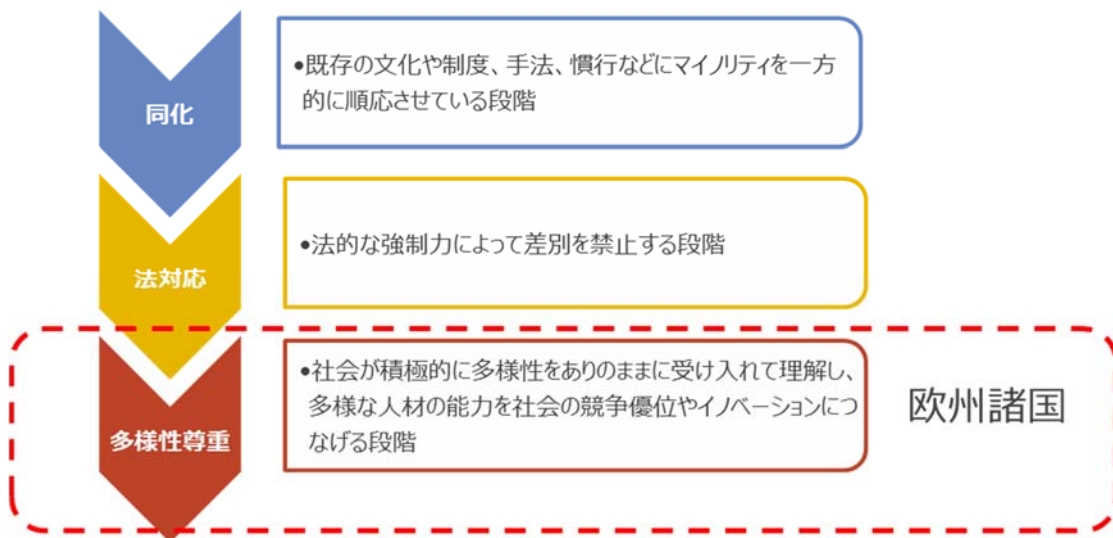 同化
•既存の文化や制度、手法、慣行などにマイノリティを一方
的に順応させている段階
法対応
•法的な強制力によって差別を禁止する段階
多様性尊重
•社会が積極的に多様性をありのままに受け入れて理解し、
多様な人材の能力を社会の競争優位やイノベーションにつ
なげる段階
欧州諸国